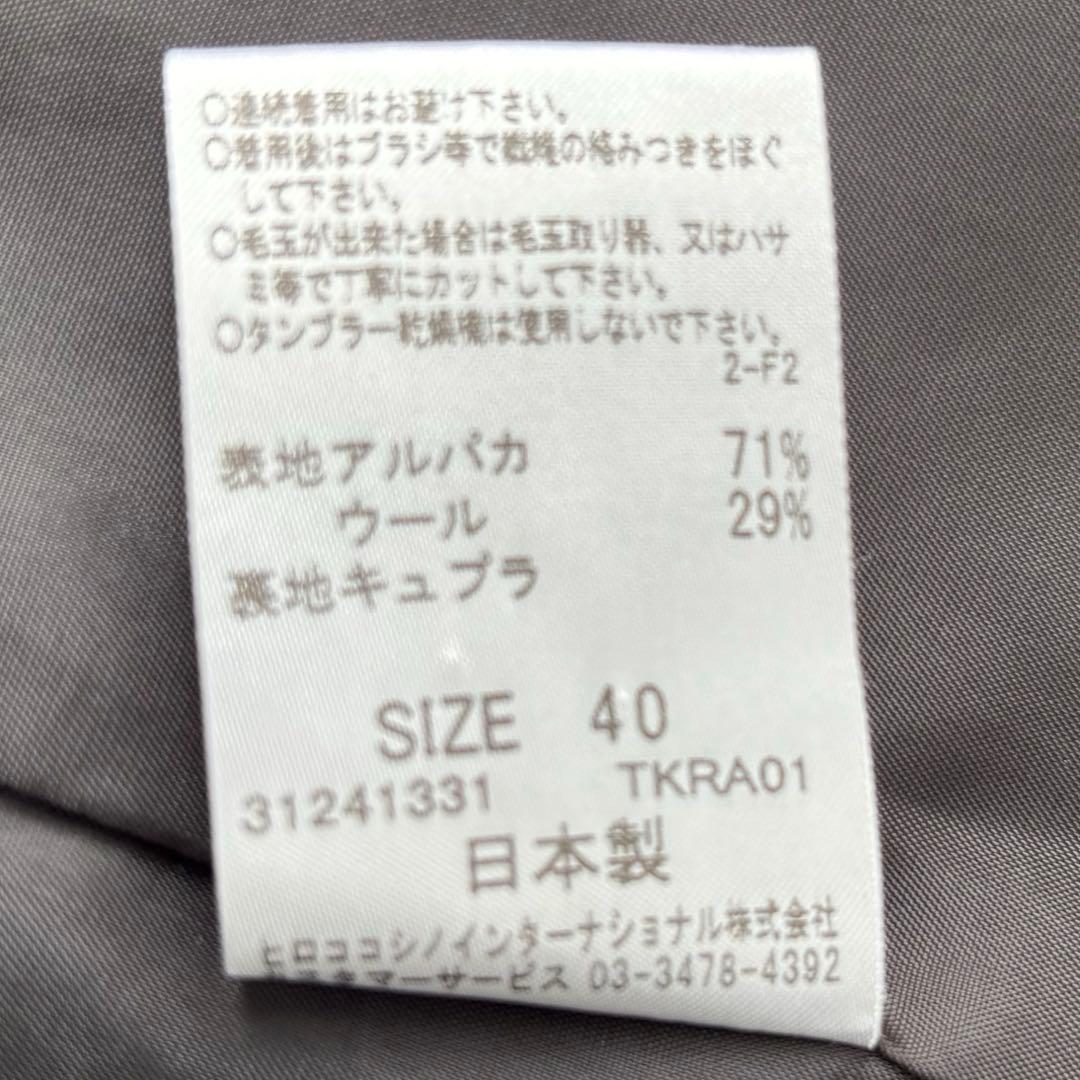 ○連続着用はお避け下さい。
○着用後はブラシ等で繊維の絡みつきをほぐ
して下さい。
○毛玉が出来た場合は毛玉取り器、又はハサ
ミ等で丁寧にカットして下さい。
○タンブラー乾燥機は使用しないで下さい。
2-F2
表地アルパカ 71%
ウール 29%
裏地キュプラ
SIZE 40
31241331 TKRA01
日本製
ヒロココシノインターナショナル株式会社
マーサービス 03-3478-4392